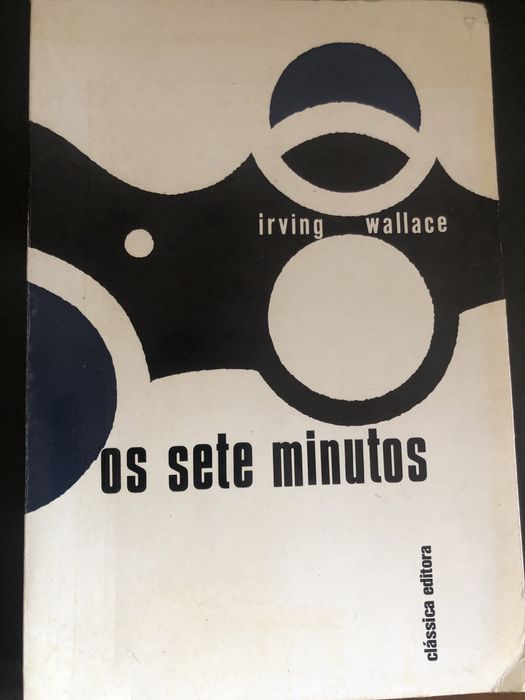 irving wallace
os sete minutos
clássica editora